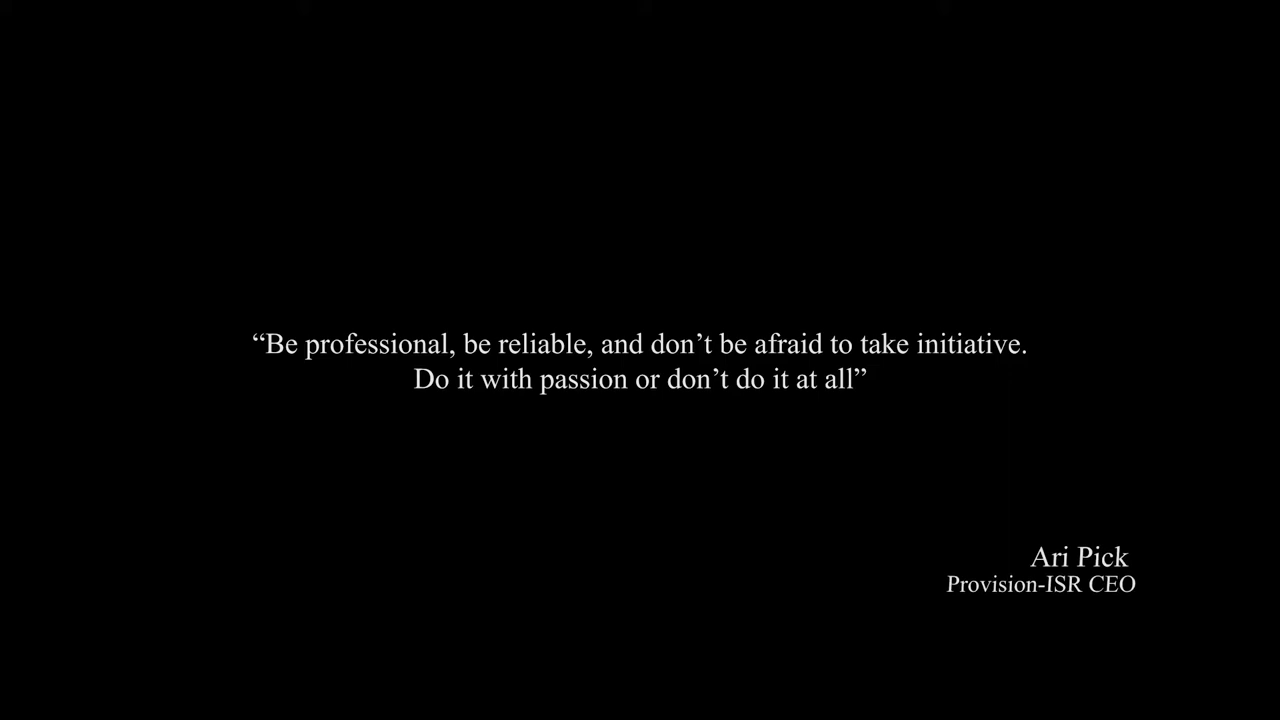 “Be professional, be reliable, and don’t be afraid to take initiative.
Do it with passion or don’t do it at all”
Ari Pick
Provision-ISR CEO